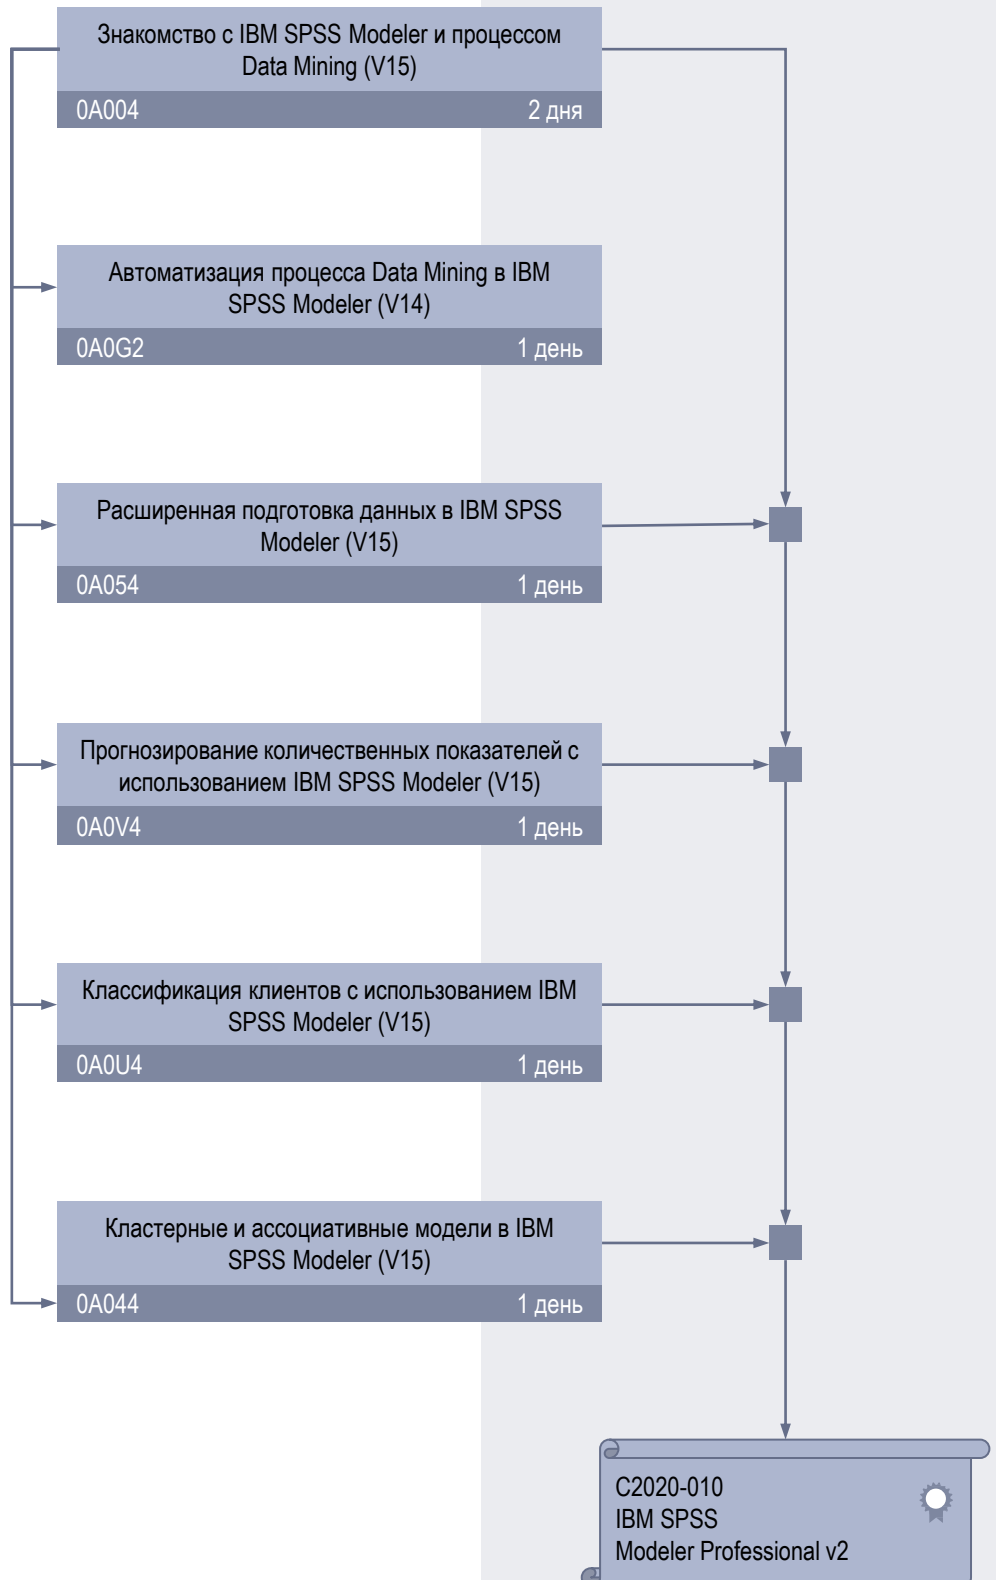 Знакомство с IBM SPSS Modeler и процессом
Data Mining (V15)
0A004 2 дня
Автоматизация процесса Data Mining в IBM
SPSS Modeler (V14)
0A0G2 1 день
Расширенная подготовка данных в IBM SPSS
Modeler (V15)
0A054 1 день
Прогнозирование количественных показателей с
использованием IBM SPSS Modeler (V15)
0A0V4 1 день
Классификация клиентов с использованием IBM
SPSS Modeler (V15)
0A0U4 1 день
Кластерные и ассоциативные модели в IBM
SPSS Modeler (V15)
0A044 1 день
C2020-010
IBM SPSS
Modeler Professional v2